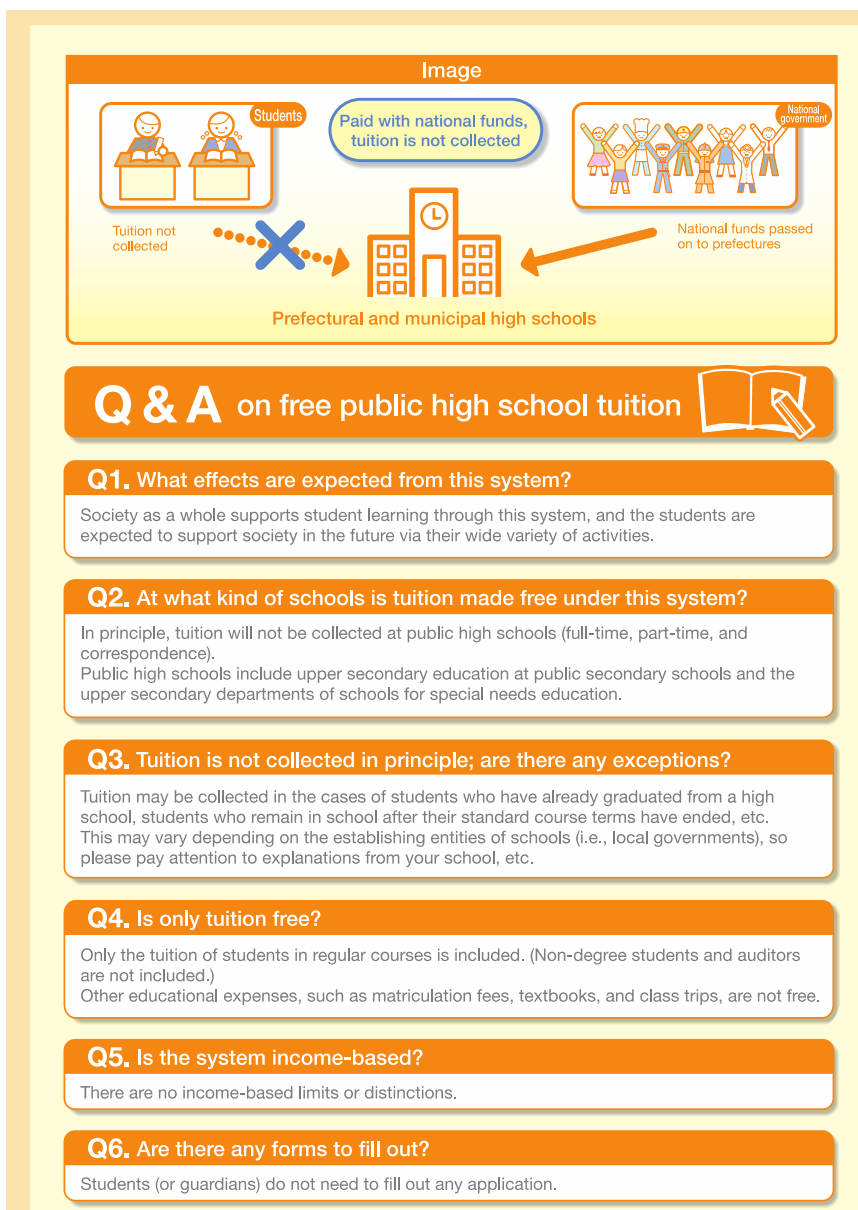 Image
Students
Paid with national funds,
tuition is not collected
National
government
Tuition not
collected
National funds passed
on to prefectures
Prefectural and municipal high schools
Q & A on free public high school tuition
Q1. What effects are expected from this system?
Society as a whole supports student learning through this system, and the students are
expected to support society in the future via their wide variety of activities.
Q2. At what kind of schools is tuition made free under this system?
In principle, tuition will not be collected at public high schools (full-time, part-time, and
correspondence).
Public high schools include upper secondary education at public secondary schools and the
upper secondary departments of schools for special needs education.
Q3. Tuition is not collected in principle; are there any exceptions?
Tuition may be collected in the cases of students who have already graduated from a high
school, students who remain in school after their standard course terms have ended, etc.
This may vary depending on the establishing entities of schools (i.e., local governments), so
please pay attention to explanations from your school, etc.
Q4. Is only tuition free?
Only the tuition of students in regular courses is included. (Non-degree students and auditors
are not included.)
Other educational expenses, such as matriculation fees, textbooks, and class trips, are not free.
Q5. Is the system income-based?
There are no income-based limits or distinctions.
Q6. Are there any forms to fill out?
Students (or guardians) do not need to fill out any application.